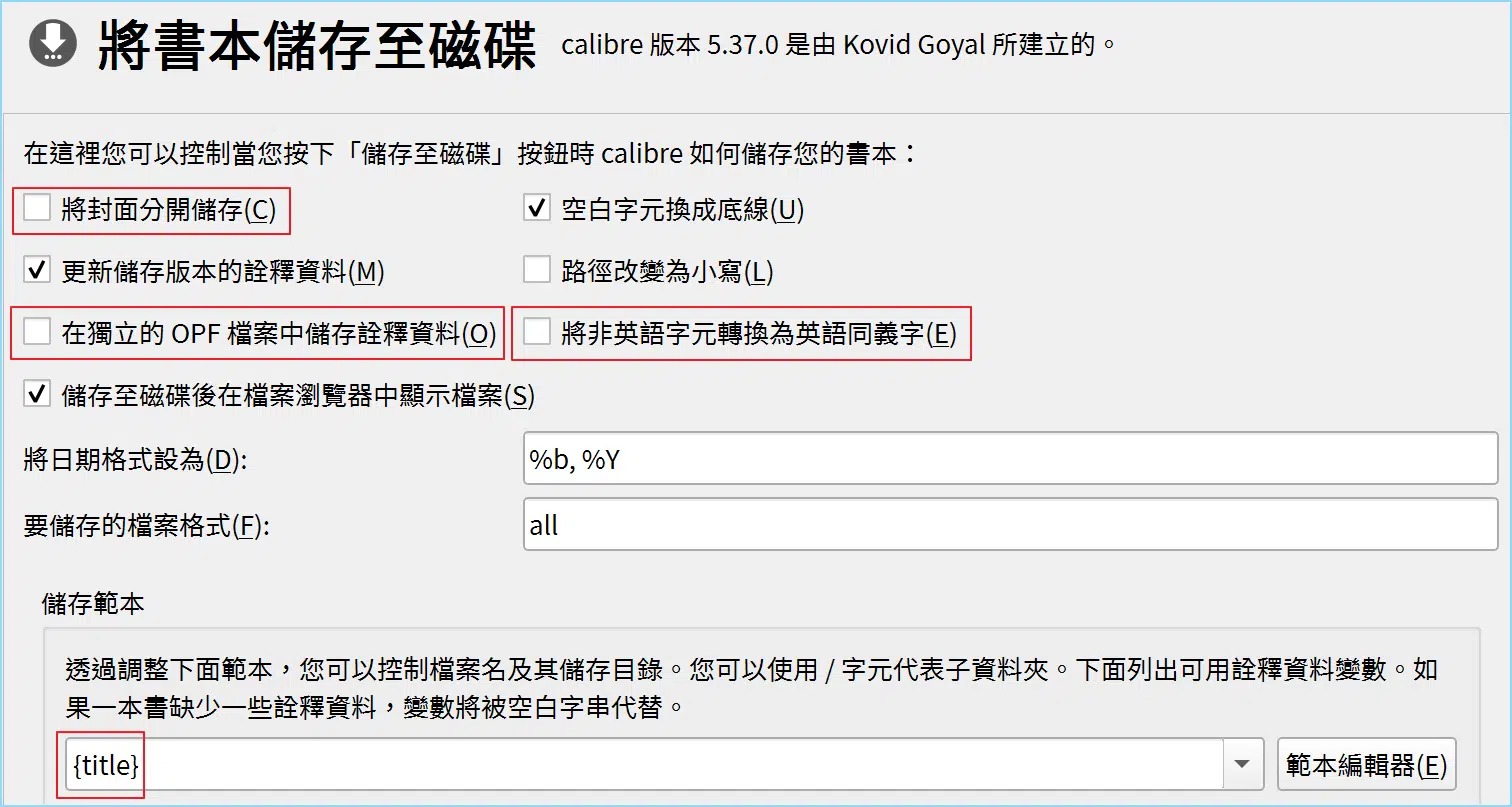 將書本儲存至磁碟 calibre 版本 5.37.0 是由 Kovid Goyal 所建立的。
在這裡您可以控制當您按下「儲存至磁碟」按鈕時 calibre 如何儲存您的書本：
將封面分開儲存(C) 空白字元換成底線(U)
更新儲存版本的詮釋資料(M) 路徑改變為小寫(L)
在獨立的 OPF 檔案中儲存詮釋資料(O) 將非英語字元轉換為英語同義字(E)
儲存至磁碟後在檔案瀏覽器中顯示檔案(S)
將日期格式設為(D): %b, %Y
要儲存的檔案格式(F): all
儲存範本
透過調整下面範本，您可以控制檔案名及其儲存目錄。您可以使用 / 字元代表子資料夾。下面列出可用詮釋資料變數。如
果一本書缺少一些詮釋資料，變數將被空白字串代替。
{title} 範本編輯器(E)